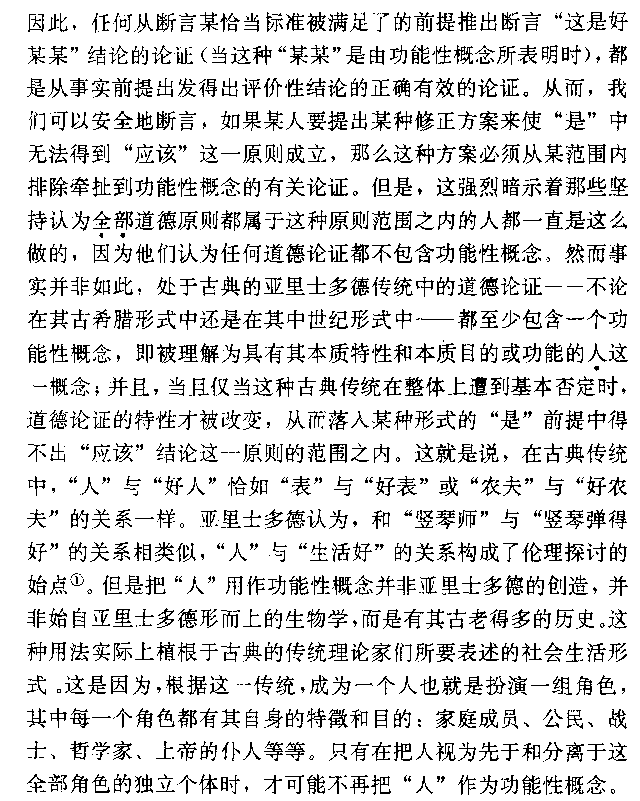 因此，任何从断言某恰当标准被满足了的前提推出断言“这是好
某某”结论的论证（当这种“某某”是由功能性概念所表明时），都
是从事实前提出发得出评价性结论的正确有效的论证。从而，我
们可以安全地断言，如果某人要提出某种修正方案来使“是”中
无法得到“应该”这一原则成立，那么这种方案必须从某范围内
排除牵扯到功能性概念的有关论证。但是，这强烈暗示着那些坚
持认为全部道德原则都属于这种原则范围之内的人都一直是这么
做的，因为他们认为任何道德论证都不包含功能性概念。然而事
实并非如此，处于古典的亚里士多德传统中的道德论证——不论
在其古希腊形式中还是在其中世纪形式中——都至少包含一个功
能性概念，即被理解为具有其本质特性和本质目的或功能的人这
一概念；并且，当且仅当这种古典传统在整体上遭到基本否定时，
道德论证的特性才被改变，从而落入某种形式的“是”前提中得
不出“应该”结论这一原则的范围之内。这就是说，在古典传统
中，“人”与“好人”恰如“表”与“好表”或“农夫”与“好农
夫”的关系一样。亚里士多德认为，和“竖琴师”与“竖琴弹得
好”的关系相类似，“人”与“生活好”的关系构成了伦理探讨的
始点①。但是把“人”用作功能性概念并非亚里士多德的创造，并
非始自亚里士多德形而上的生物学，而是有其古老得多的历史。这
种用法实际上植根于古典的传统理论家们所要表述的社会生活形
式。这是因为，根据这一传统，成为一个人也就是扮演一组角色，
其中每一个角色都有其自身的特徵和目的：家庭成员、公民、战
士、哲学家、上帝的仆人等等。只有在把人视为先于和分离于这
全部角色的独立个体时，才可能不再把“人”作为功能性概念。